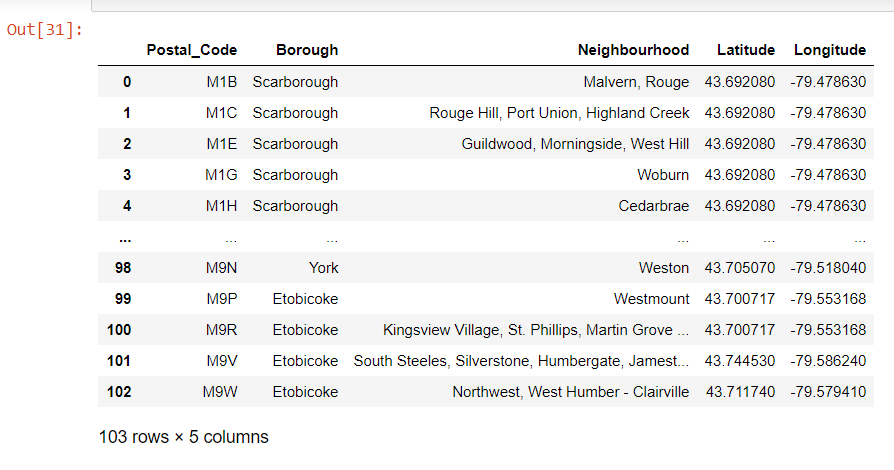 Out[31]:
Postal_Code Borough Neighbourhood Latitude Longitude
0 M1B Scarborough Malvern, Rouge 43.692080 -79.478630
1 M1C Scarborough Rouge Hill, Port Union, Highland Creek 43.692080 -79.478630
2 M1E Scarborough Guildwood, Morningside, West Hill 43.692080 -79.478630
3 M1G Scarborough Woburn 43.692080 -79.478630
4 M1H Scarborough Cedarbrae 43.692080 -79.478630
... ... ... ... ... ...
98 M9N York Weston 43.705070 -79.518040
99 M9P Etobicoke Westmount 43.700717 -79.553168
100 M9R Etobicoke Kingsview Village, St. Phillips, Martin Grove ... 43.700717 -79.553168
101 M9V Etobicoke South Steeles, Silverstone, Humbergate, Jamest... 43.744530 -79.586240
102 M9W Etobicoke Northwest, West Humber - Clairville 43.711740 -79.579410
103 rows × 5 columns